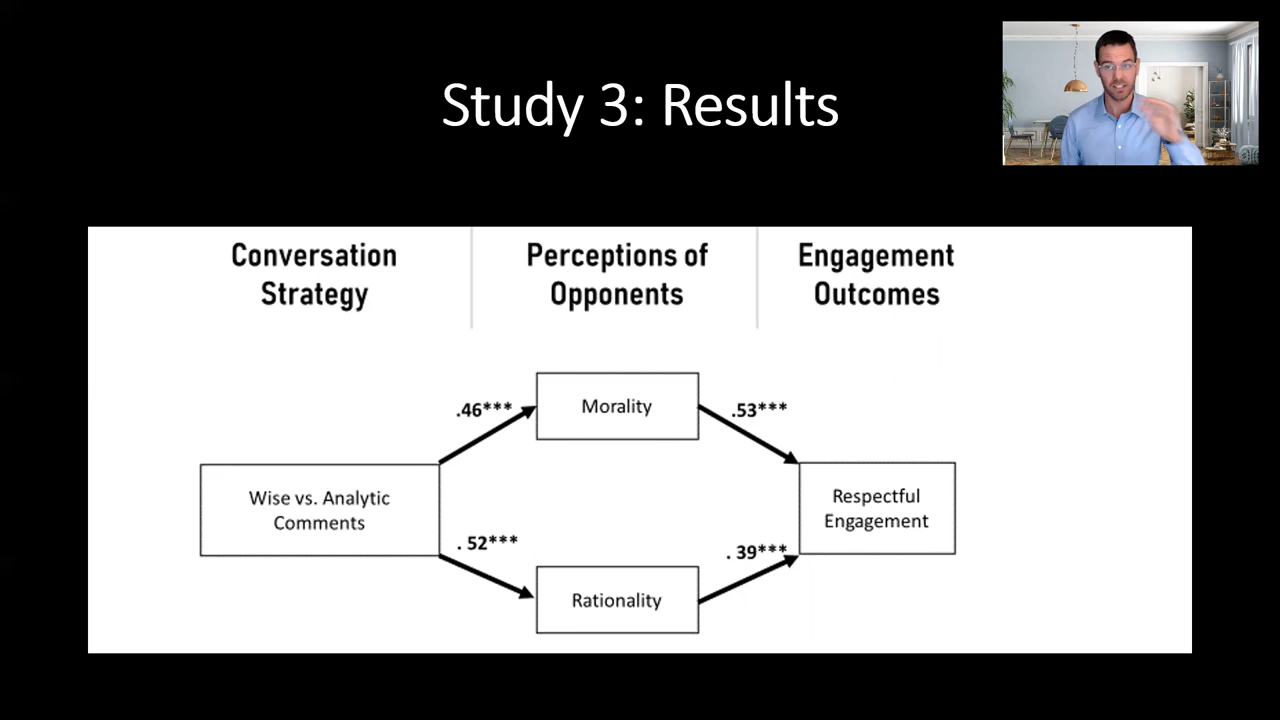 Study 3: Results
Conversation
Strategy
Perceptions of
Opponents
Engagement
Outcomes
Morality
.46***
.53***
Wise vs. Analytic
Comments
Respectful
Engagement
. 52***
. 39***
Rationality